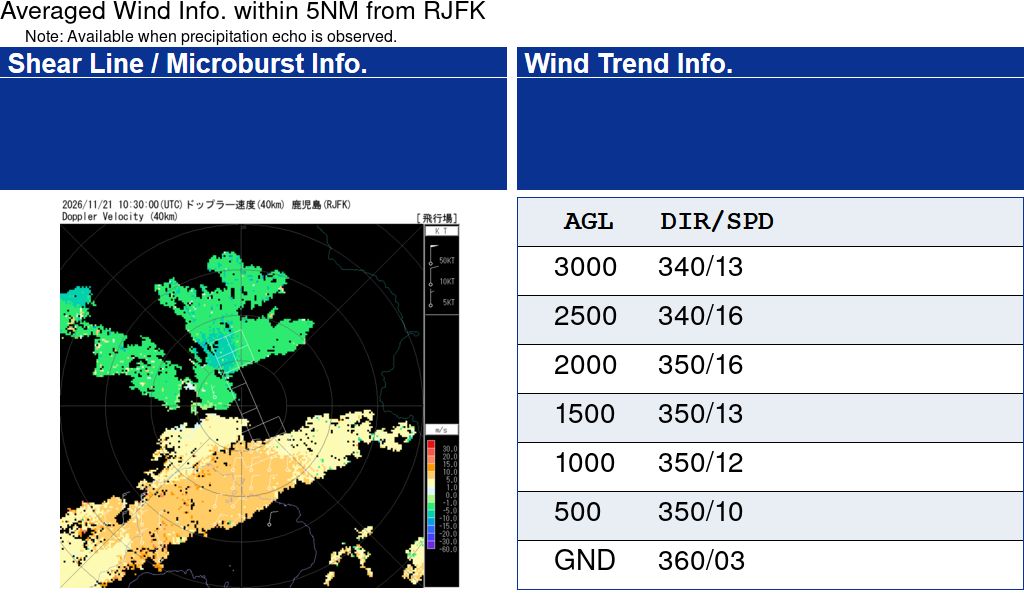 Averaged Wind Info. within 5NM from RJFK
Note: Available when precipitation echo is observed.
Shear Line / Microburst Info.
Wind Trend Info.
2026/11/21 10:30:00(UTC) ドップラー速度(40km) 鹿児島(RJFK)
Doppler Velocity (40km)
[飛行場]
KT
50KT
10KT
5KT
m/s
30.0
20.0
15.0
10.0
5.0
1.0
0.0
-1.0
-5.0
-10.0
-15.0
-20.0
-30.0
-60.0
AGL DIR/SPD
3000 340/13
2500 340/16
2000 350/16
1500 350/13
1000 350/12
500 350/10
GND 360/03